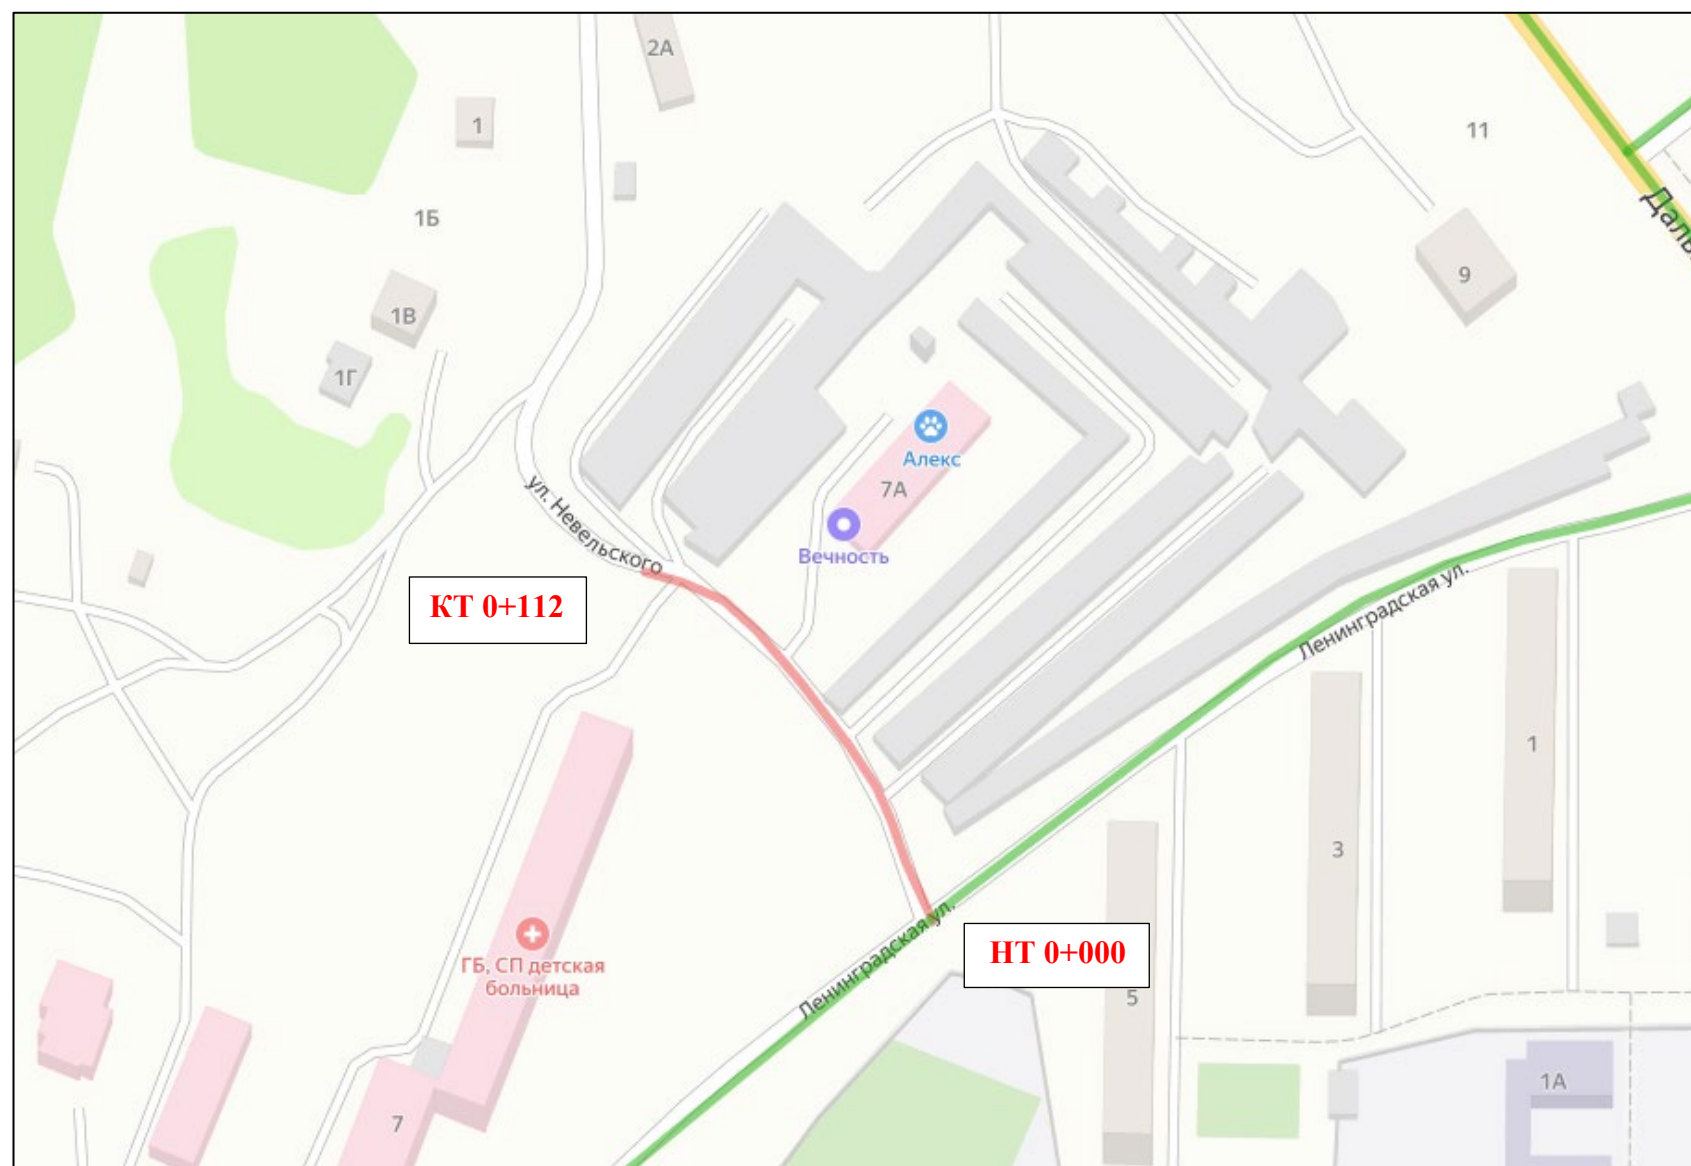 2А
1
11
1Б
Даль
9
1В
1Г
Алекс
7А
ул. Невельского
Вечность
Ленинградская ул.
КТ 0+112
1
3
Ленинградская ул.
НТ 0+000
ГБ, СП детская
больница
5
1А
7